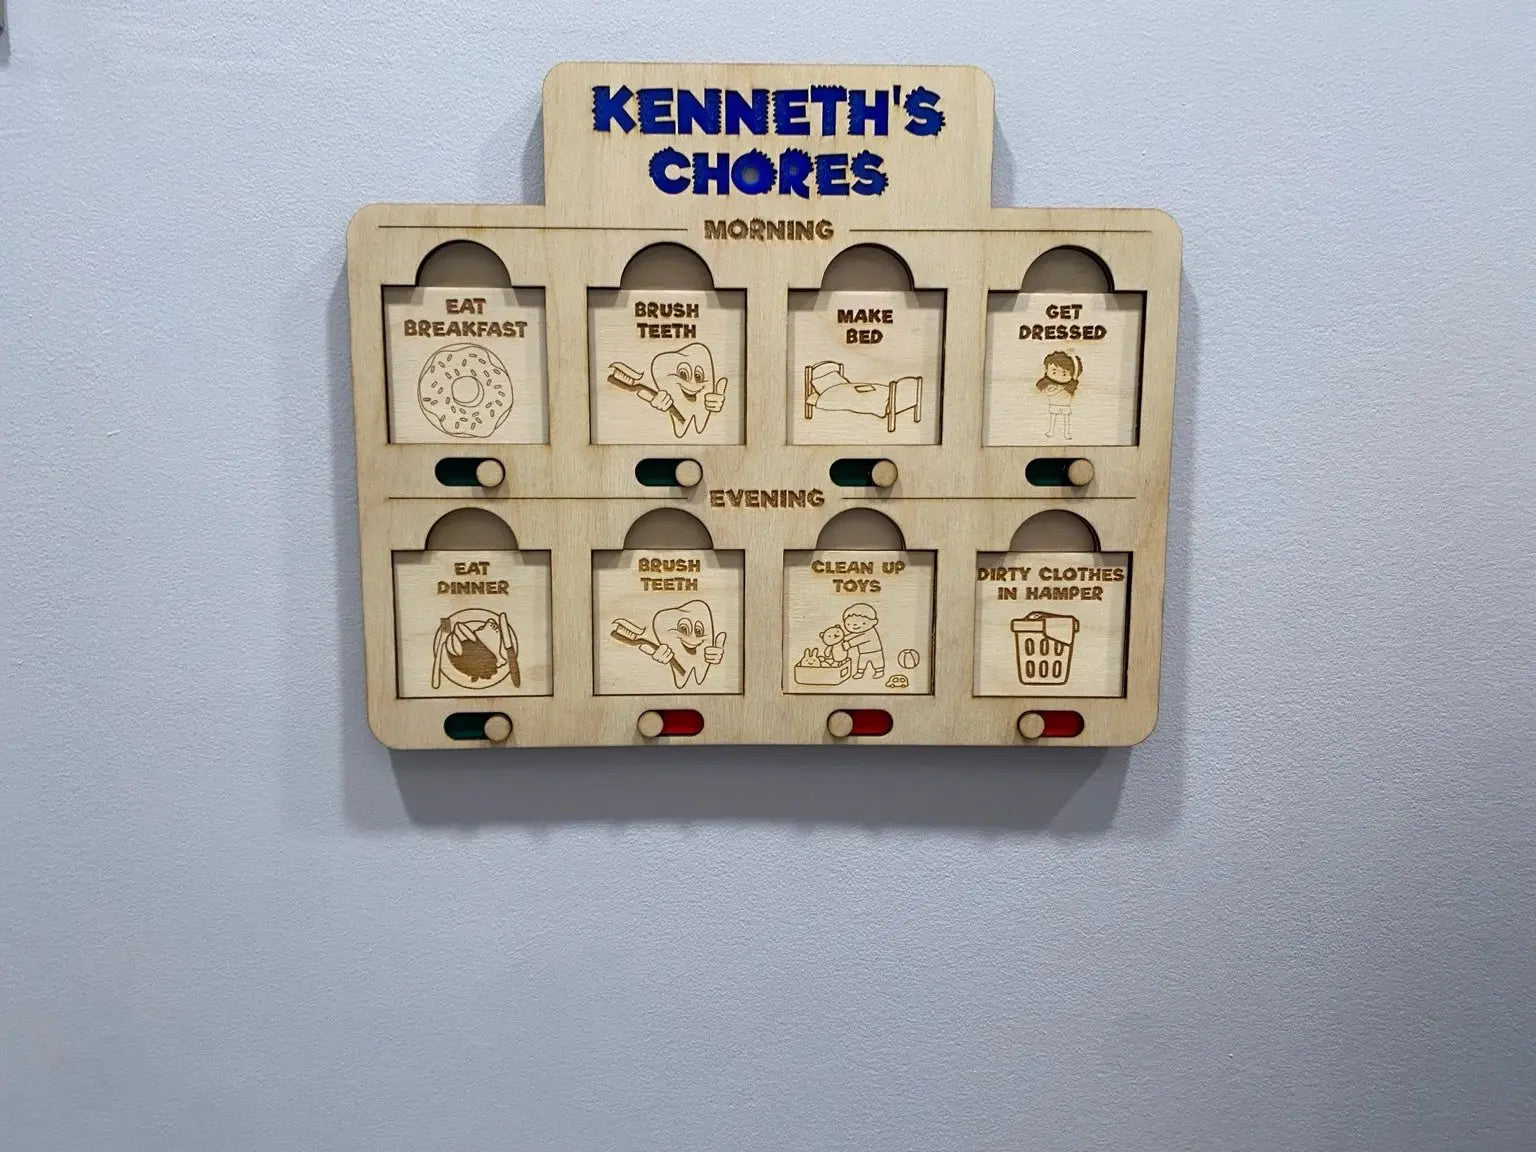 KENNETH'S
CHORES
MORNING
EAT
BREAKFAST
BRUSH
TEETH
MAKE
BED
GET
DRESSED
EVENING
EAT
DINNER
BRUSH
TEETH
CLEAN UP
TOYS
DIRTY CLOTHES
IN HAMPER